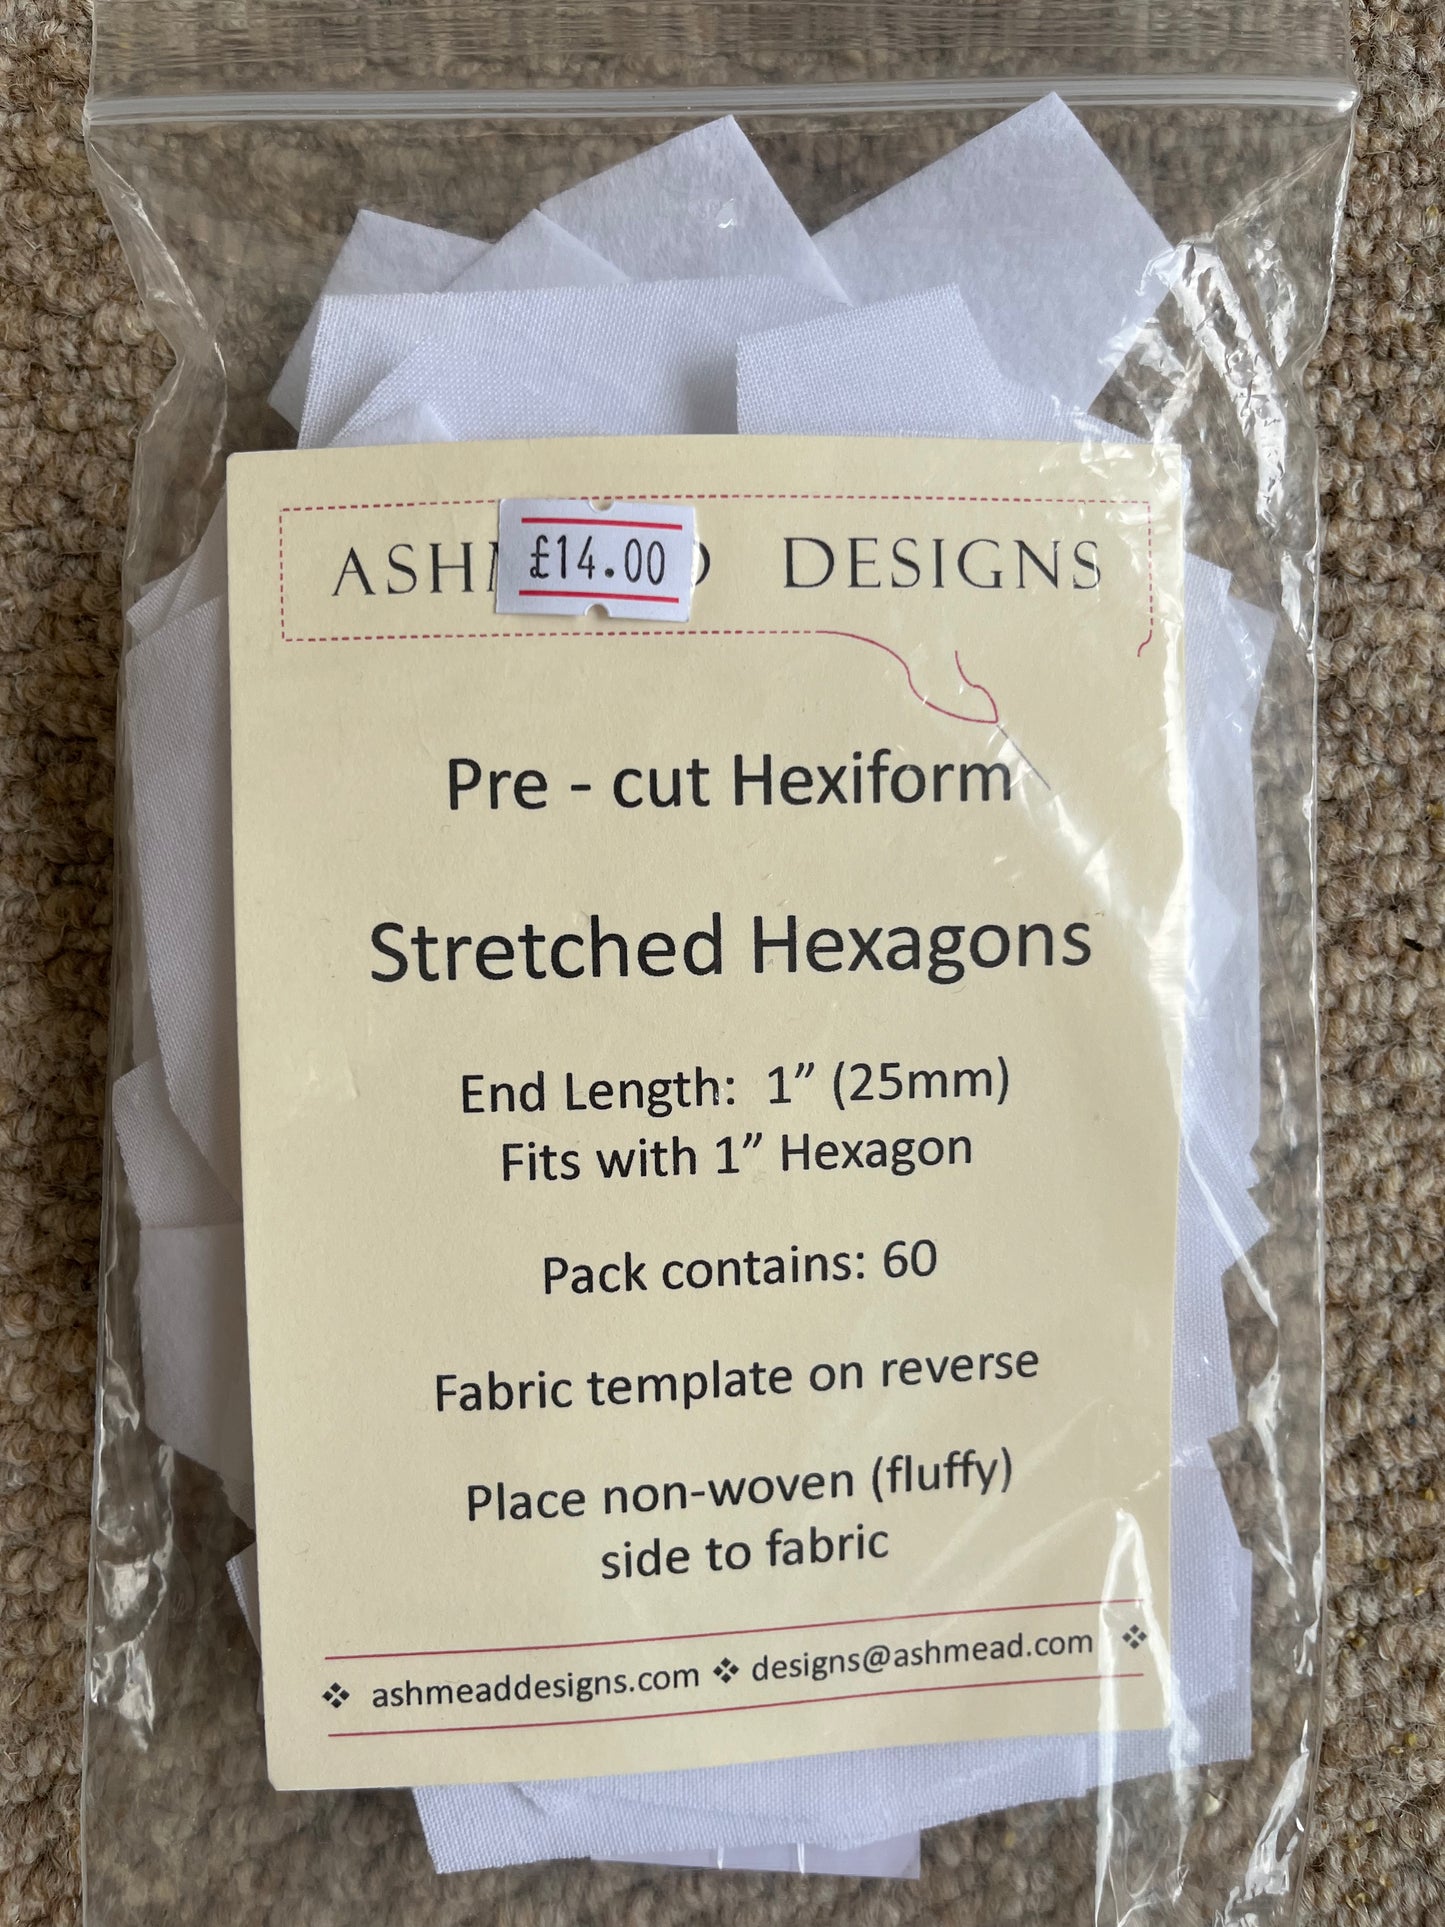 DESIGNS
£14.00
Pre - cut Hexiform
Stretched Hexagons
End Length: 1” (25mm)
Fits with 1” Hexagon
Pack contains: 60
Fabric template on reverse
Place non-woven (fluffy)
side to fabric
❖ ashmeaddesigns.com ❖ designs@ashmead.com ❖